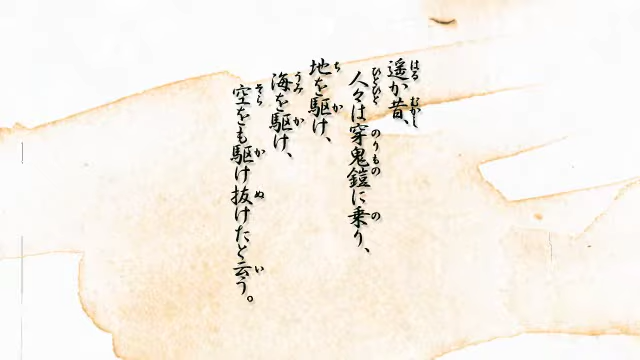 遥か昔、
人々は穿鬼鎧に乗り、
地を駆け、
海を駆け、
空をも駆け抜けたと云う。